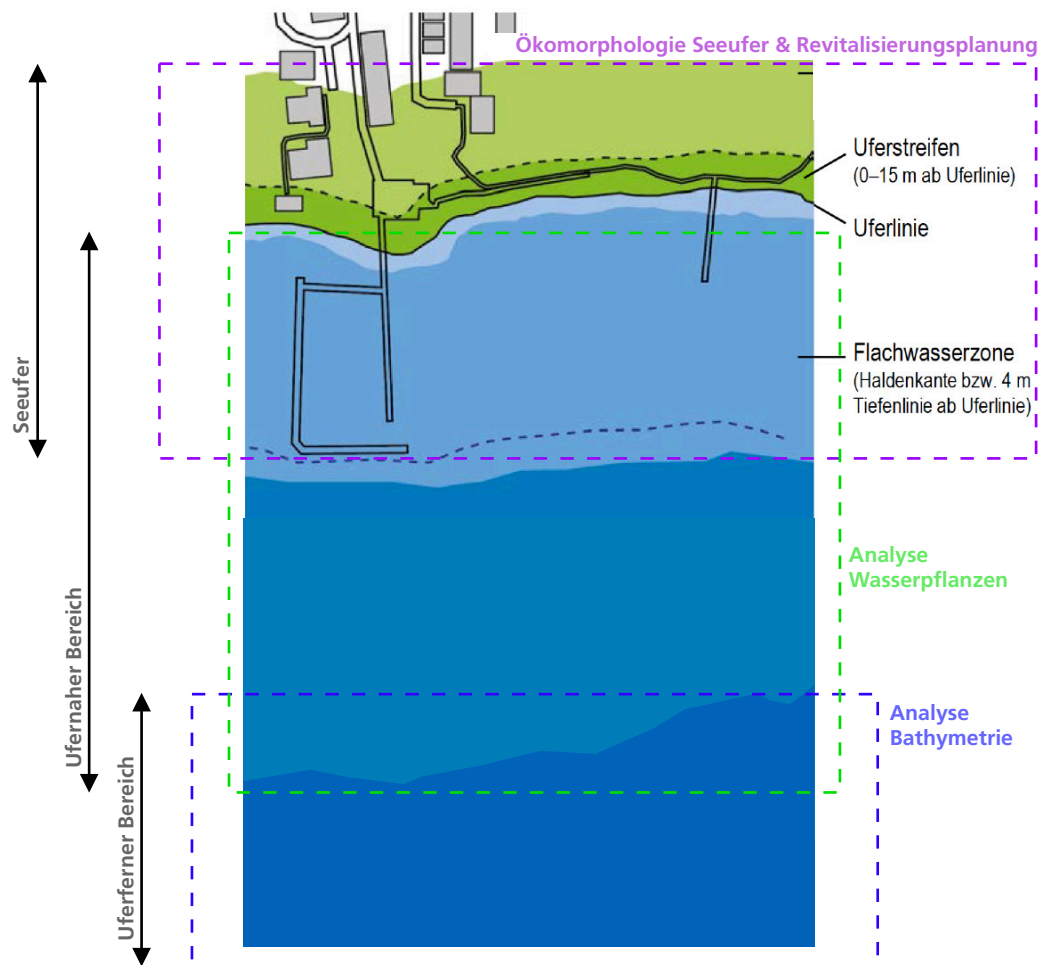 Ökomorphologie Seeufer & Revitalisierungsplanung
Uferstreifen
(0–15 m ab Uferlinie)
Uferlinie
Flachwasserzone
(Haldenkante bzw. 4 m
Tiefenlinie ab Uferlinie)
Seeufer
Analyse
Wasserpflanzen
Ufernaher Bereich
Analyse
Bathymetrie
Uferferner Bereich